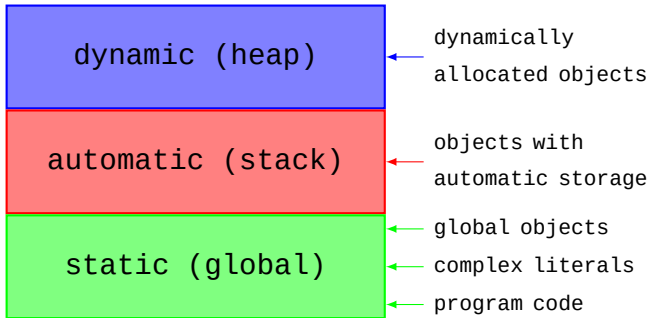 dynamic (heap)
dynamically
allocated objects
automatic (stack)
objects with
automatic storage
static (global)
global objects
complex literals
program code